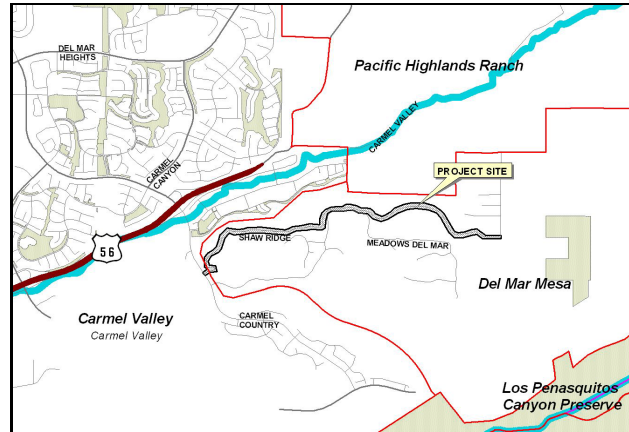 DEL MAR
HEIGHTS
Pacific Highlands Ranch
CARMEL VALLEY
CARMEL
CANYON
PROJECT SITE
56
SHAW RIDGE
MEADOWS DEL MAR
Del Mar Mesa
Carmel Valley
Carmel Valley
CARMEL
COUNTRY
Los Penasquitos
Canyon Preserve